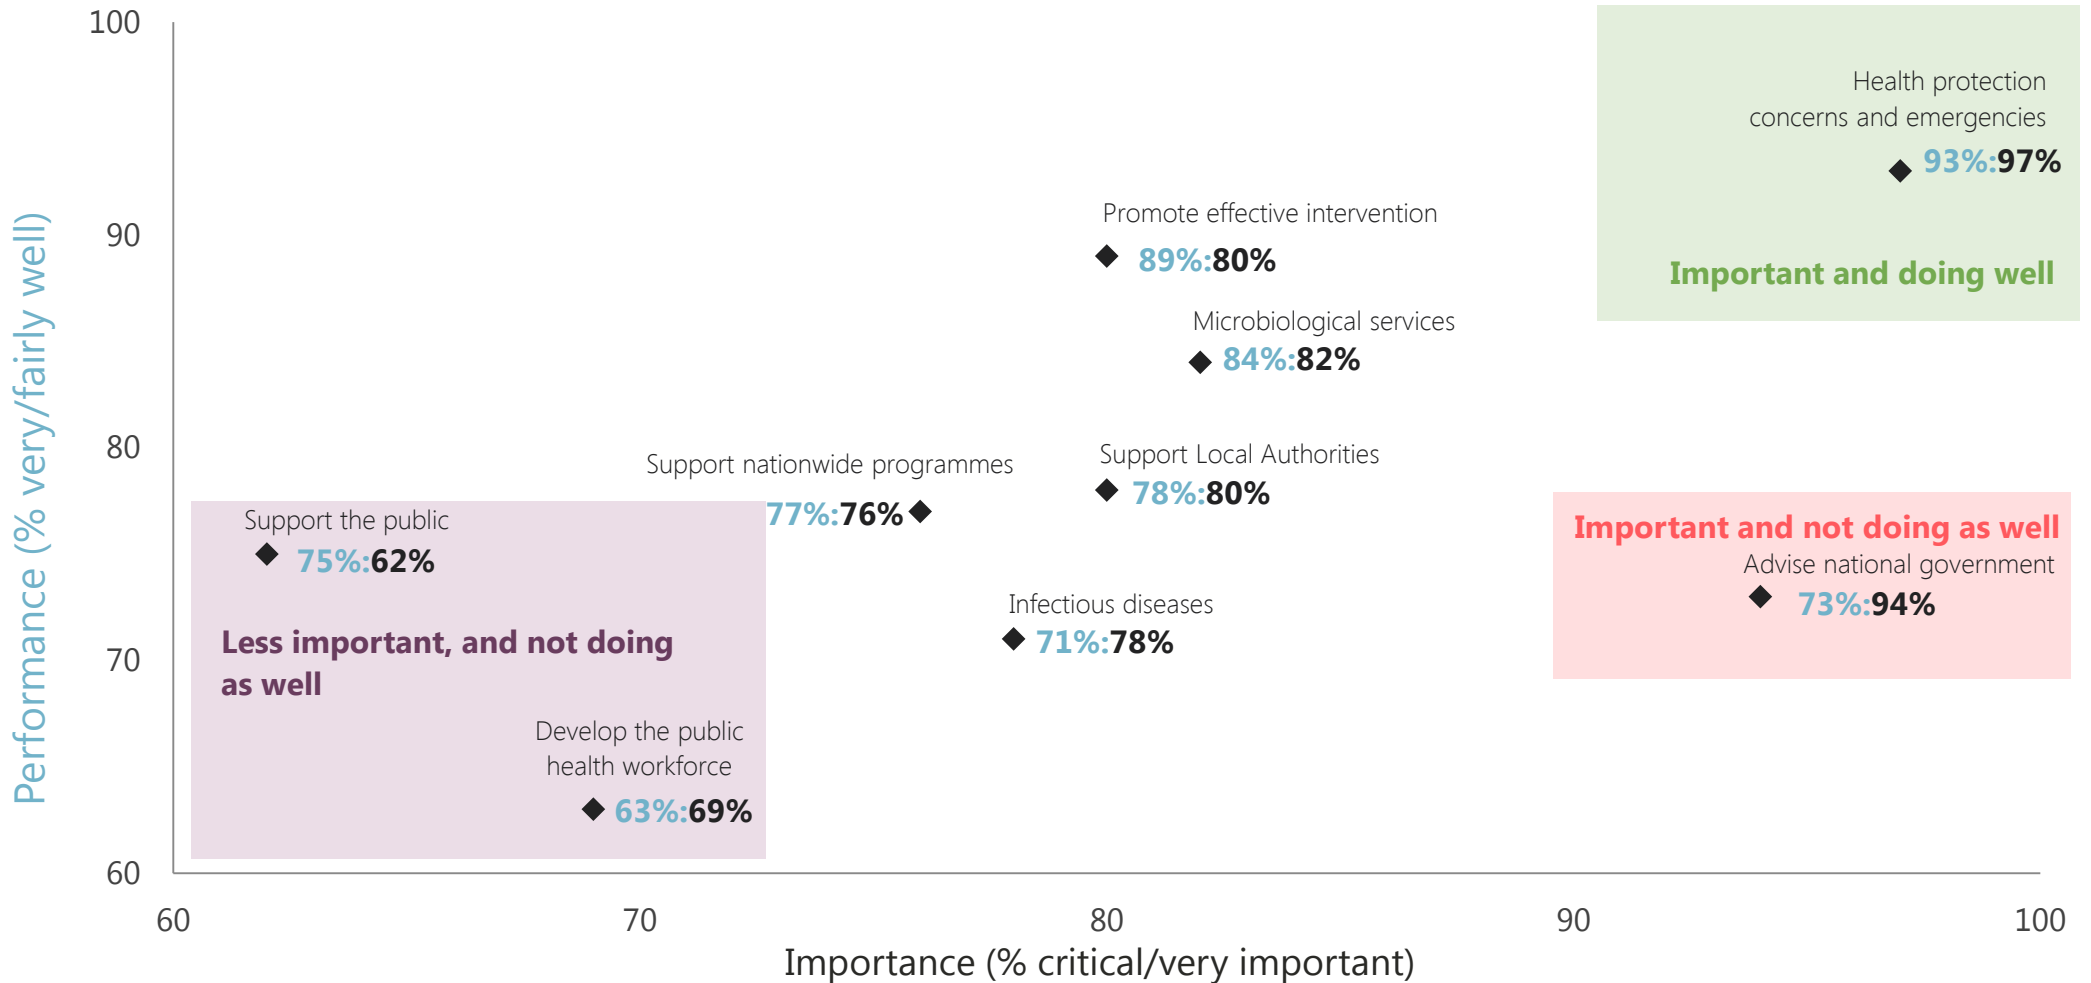 100
Health protection
concerns and emergencies
93%:97%
Promote effective intervention
90
89%:80%
Important and doing well
Microbiological services
84%:82%
Performance (% very/fairly well)
80
Support nationwide programmes
Support Local Authorities
77%:76%
78%:80%
Support the public
75%:62%
Important and not doing as well
Advise national government
73%:94%
Infectious diseases
71%:78%
Less important, and not doing
as well
70
Develop the public
health workforce
63%:69%
60
60
70
80
90
100
Importance (% critical/very important)